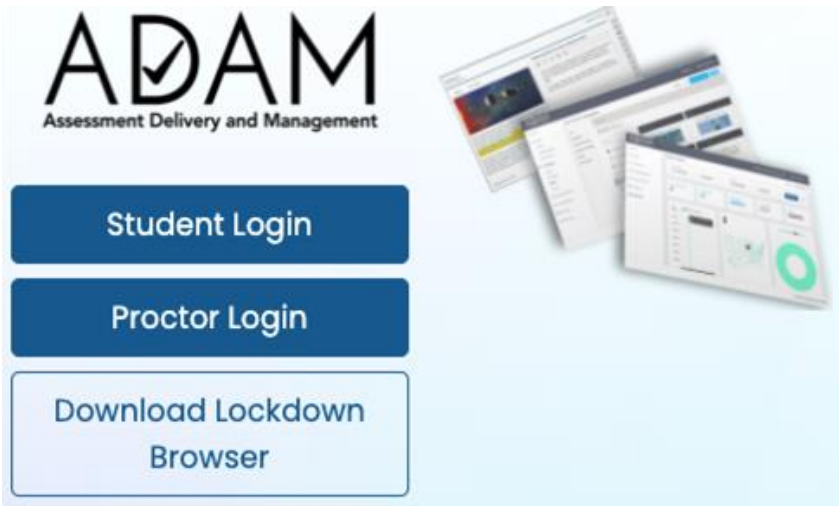 ADAM
Assessment Delivery and Management
Student Login
Proctor Login
Download Lockdown
Browser